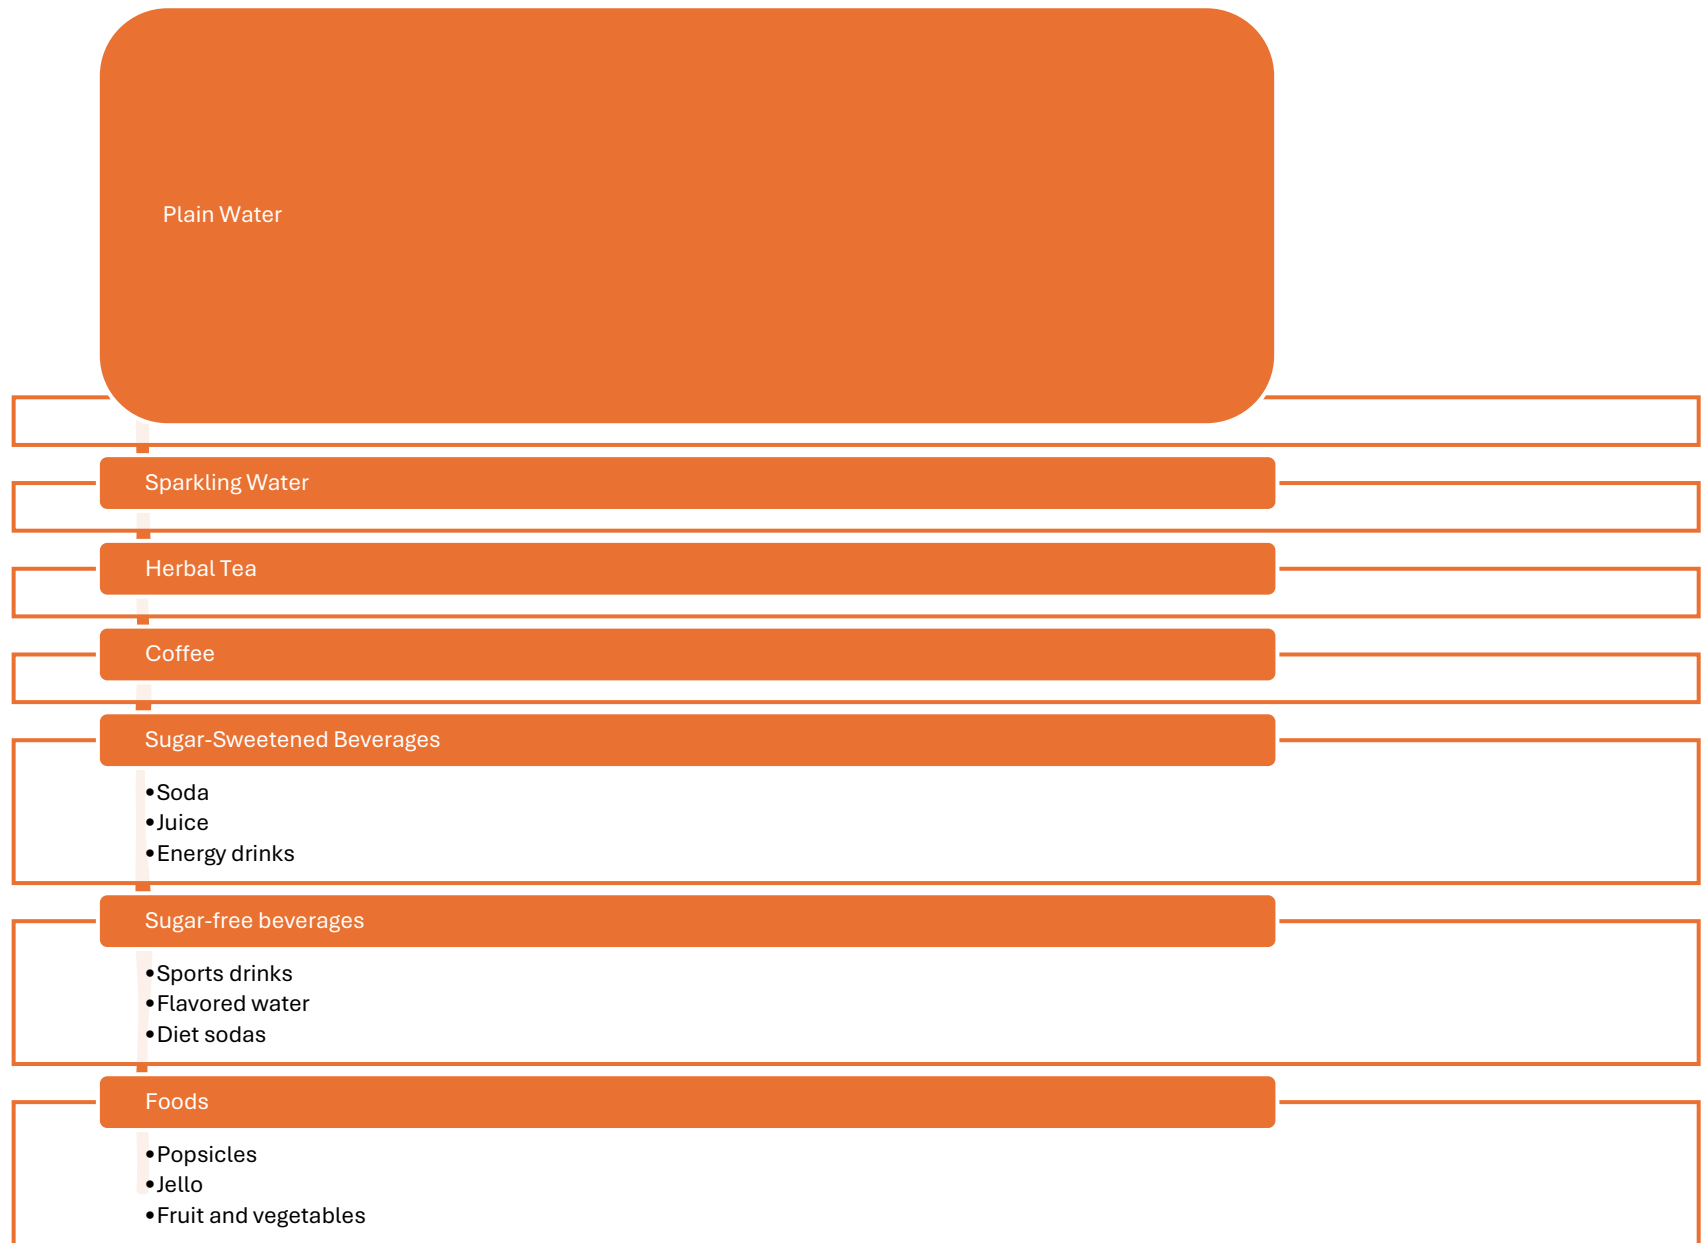 Plain Water
Sparkling Water
Herbal Tea
Coffee
Sugar-Sweetened Beverages
•Soda
•Juice
•Energy drinks
Sugar-free beverages
•Sports drinks
•Flavored water
•Diet sodas
Foods
•Popsicles
•Jello
•Fruit and vegetables